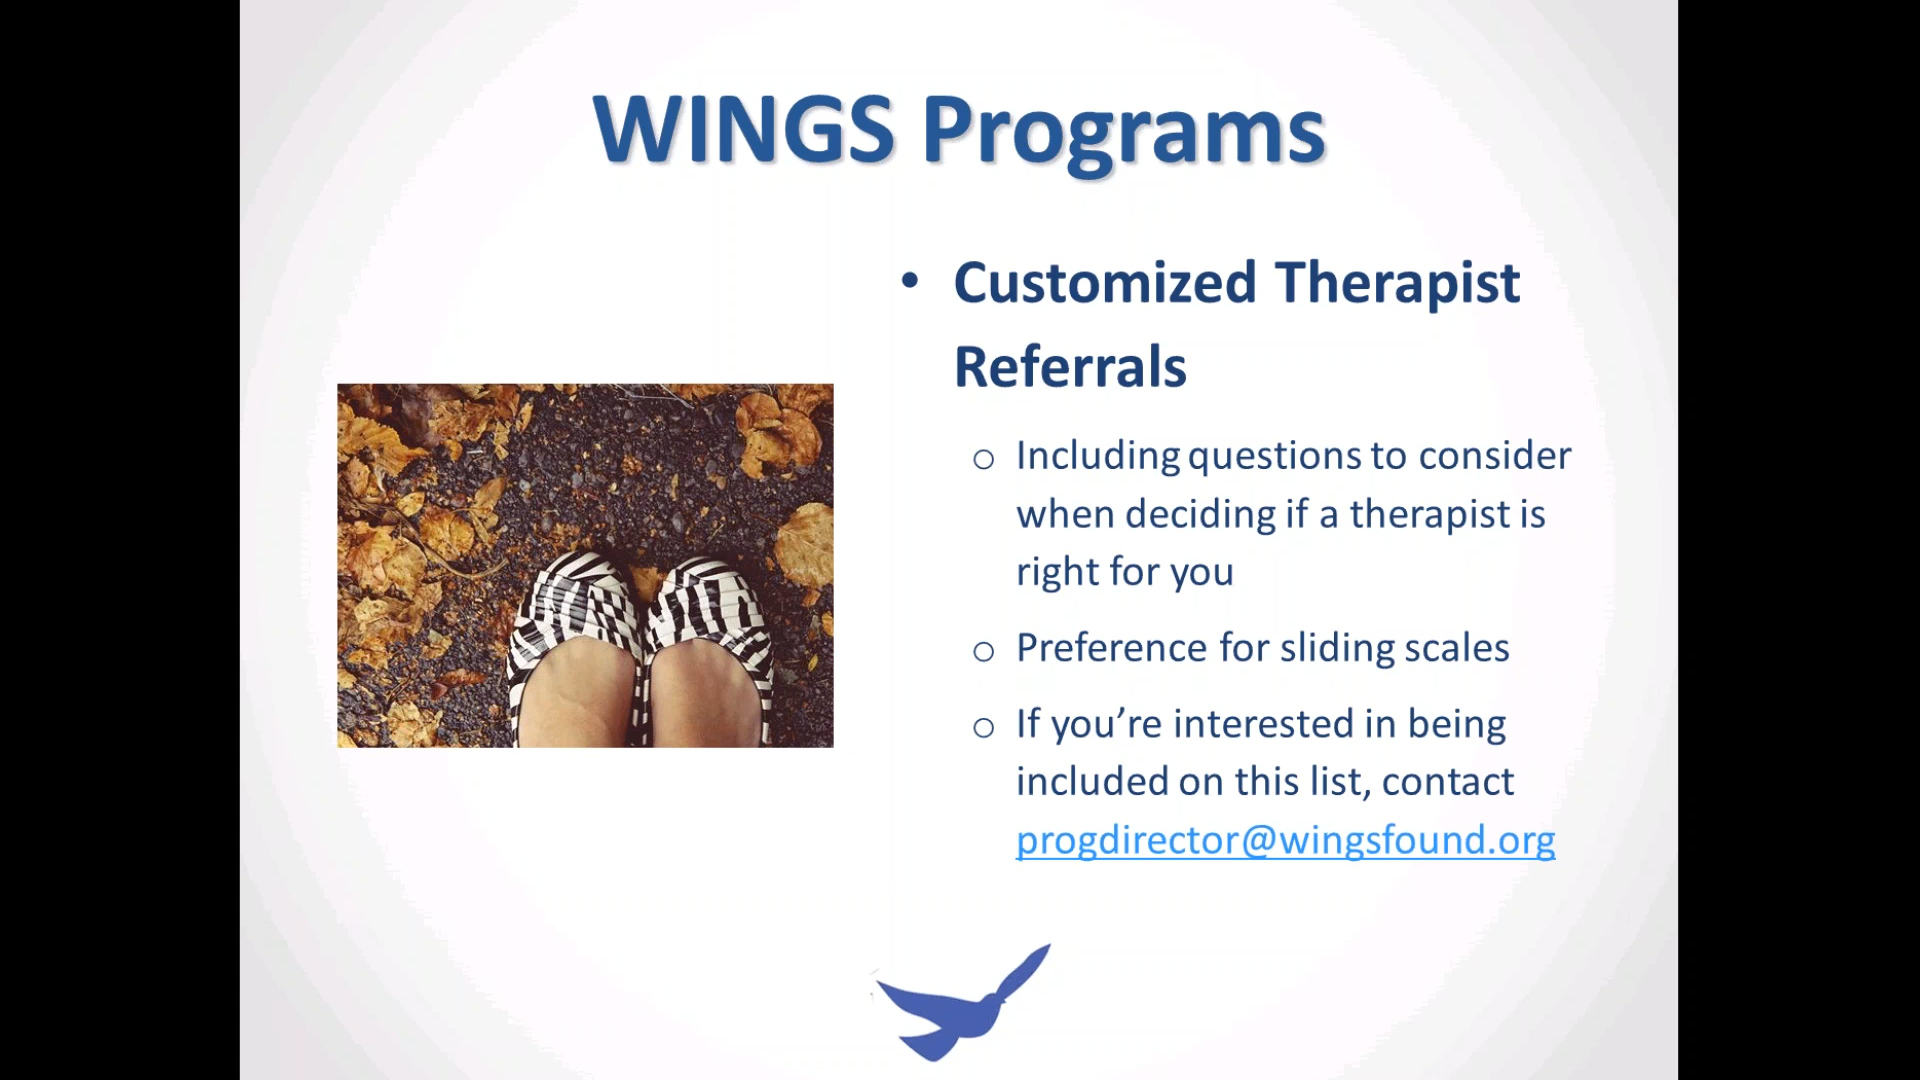 WINGS Programs
• Customized Therapist
Referrals
o Including questions to consider
when deciding if a therapist is
right for you
o Preference for sliding scales
o If you’re interested in being
included on this list, contact
progdirector@wingsfound.org